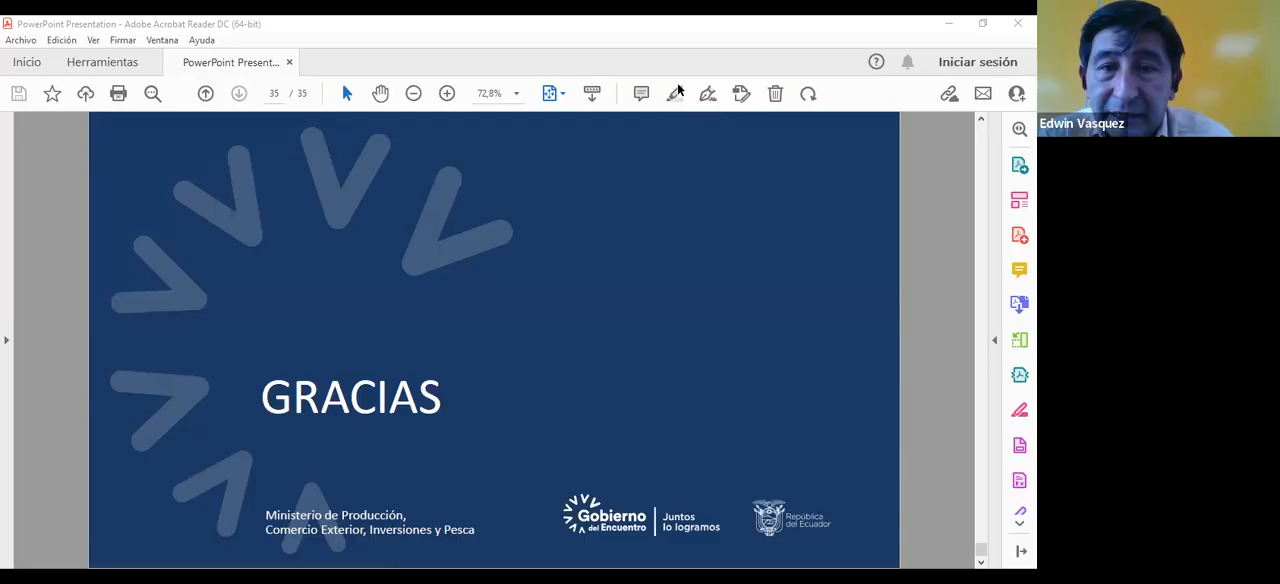 PowerPoint Presentation - Adobe Acrobat Reader DC (64-bit)
Archivo Edición Ver Firmar Ventana Ayuda
Inicio Herramientas PowerPoint Present... × Iniciar sesión
35 / 35 72,8%
Edwin Vasquez
GRACIAS
Ministerio de Producción,
Comercio Exterior, Inversiones y Pesca
Gobierno
del Encuentro
Juntos
lo logramos
República
del Ecuador